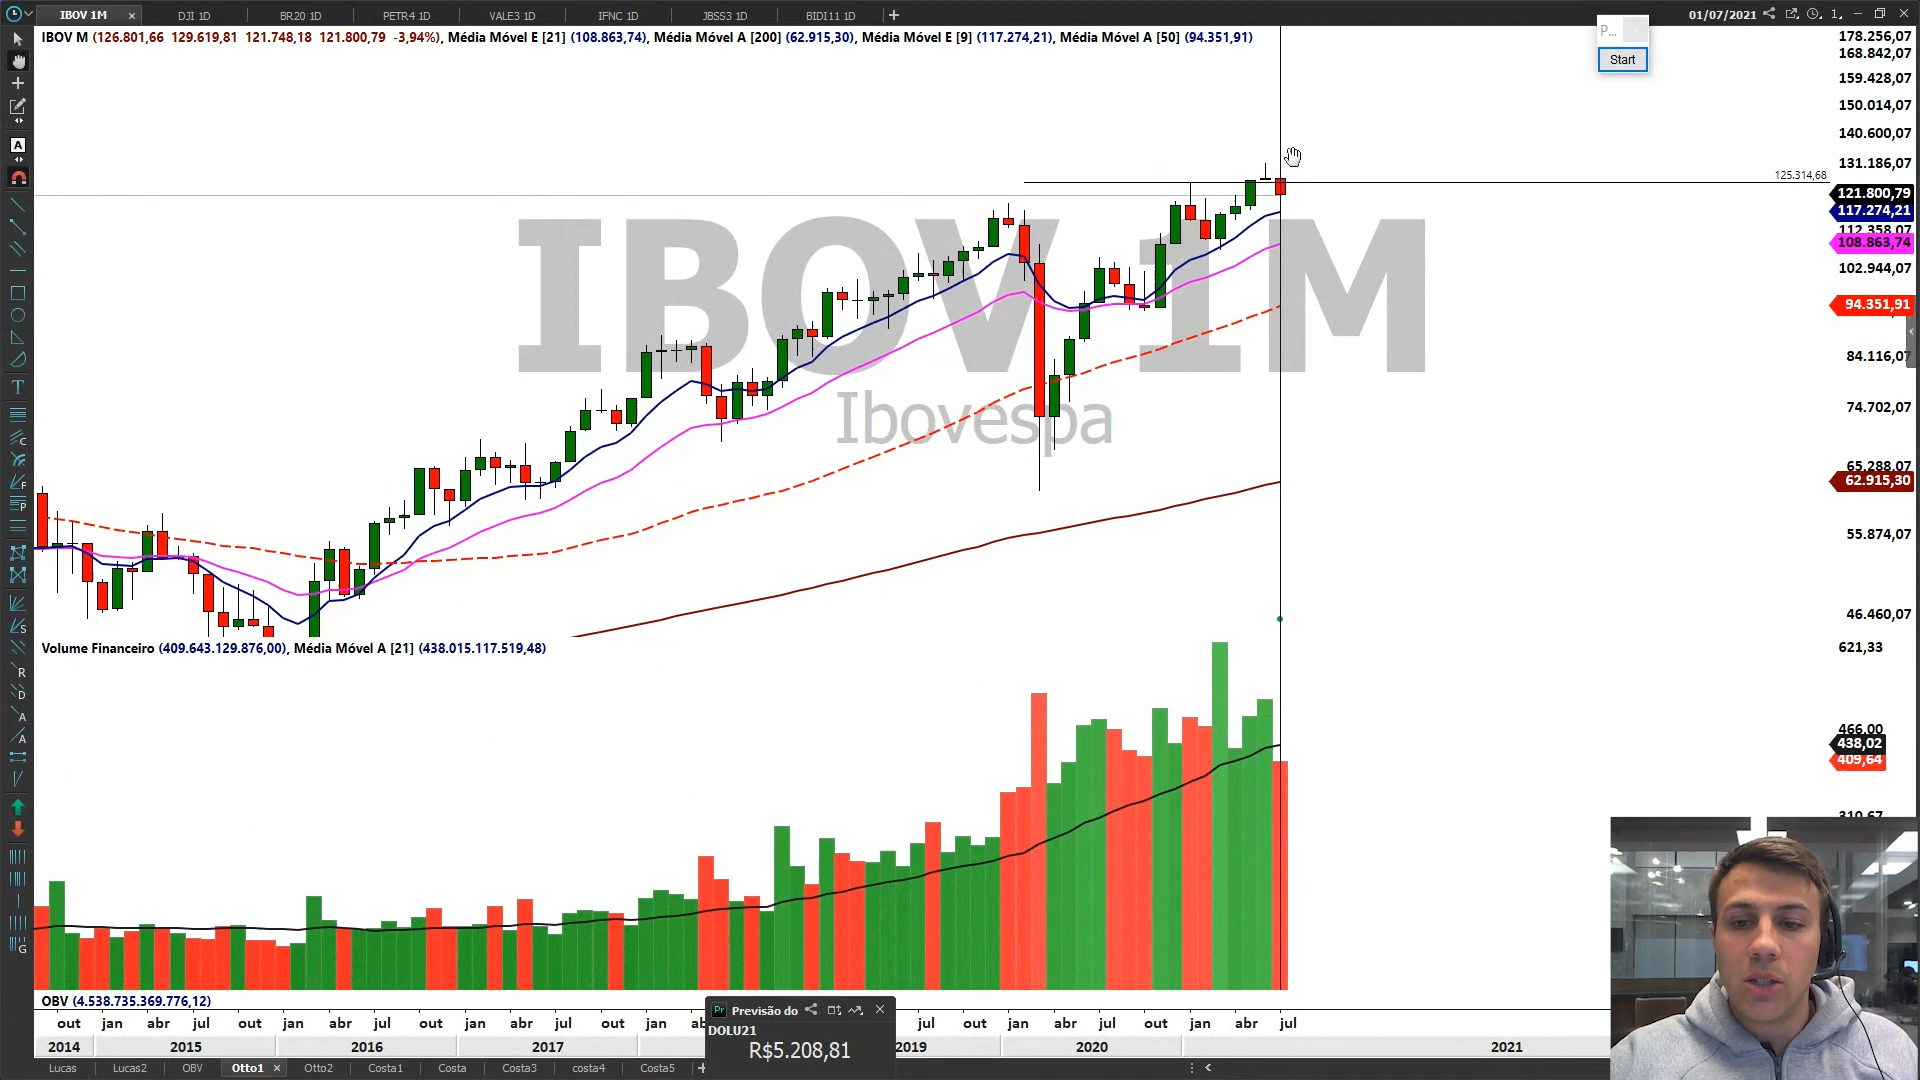 IBOV 1M ×
DJI 1D
BR20 1D
PETR4 1D
VALE3 1D
IFNC 1D
JBSS3 1D
BIDI11 1D
+
01/07/2021
1
IBOV M (126.801,66 129.619,81 121.748,18 121.800,79 -3,94%), Média Móvel E [21] (108.863,74), Média Móvel A [200] (62.915,30), Média Móvel E [9] (117.274,21), Média Móvel A [50] (94.351,91)
P...
Start
178.256,07
168.842,07
159.428,07
150.014,07
140.600,07
131.186,07
125.314,68
121.800,79
117.274,21
112.358,07
108.863,74
102.944,07
94.351,91
84.116,07
74.702,07
65.288,07
62.915,30
55.874,07
46.460,07
IBOV 1M
Ibovespa
Volume Financeiro (409.643.129.876,00), Média Móvel A [21] (438.015.117.519,48)
621,33
466,00
438,02
409,64
310,67
OBV (4.538.735.369.776,12)
out jan abr jul out jan abr jul out jan abr jul out jan
jul out jan abr jul out jan abr jul
2014 2015 2016 2017 2019 2020 2021
Previsão do
DOLU21
R$5.208,81
Lucas Lucas2 OBV Otto1 × Otto2 Costa1 Costa Costa3 costa4 Costa5 +